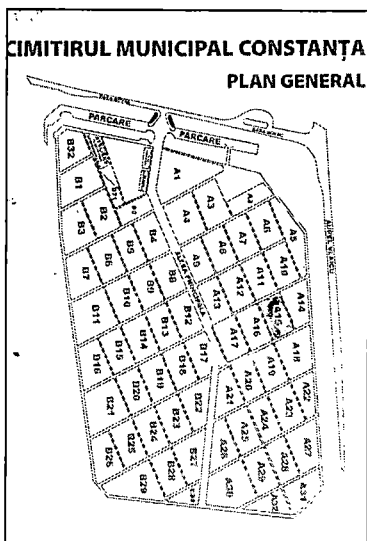 CIMITIRUL MUNICIPAL CONSTANȚA
PLAN GENERAL
PARCARE
PARCARE
B32
B1
A1
B2
B3
A4
A3
A5
A6
B4
B5
B6
B7
A9
A8
A7
A11
A10
A14
B8
B9
B10
B11
A13
A12
A15
B12
B13
B14
B15
B16
A17
A16
A19
A18
B17
B18
B19
B20
B21
A21
A20
A24
A23
A22
B22
B23
B24
B25
B26
A26
A25
A29
A28
A27
B27
B28
B29
A30
A32
A31